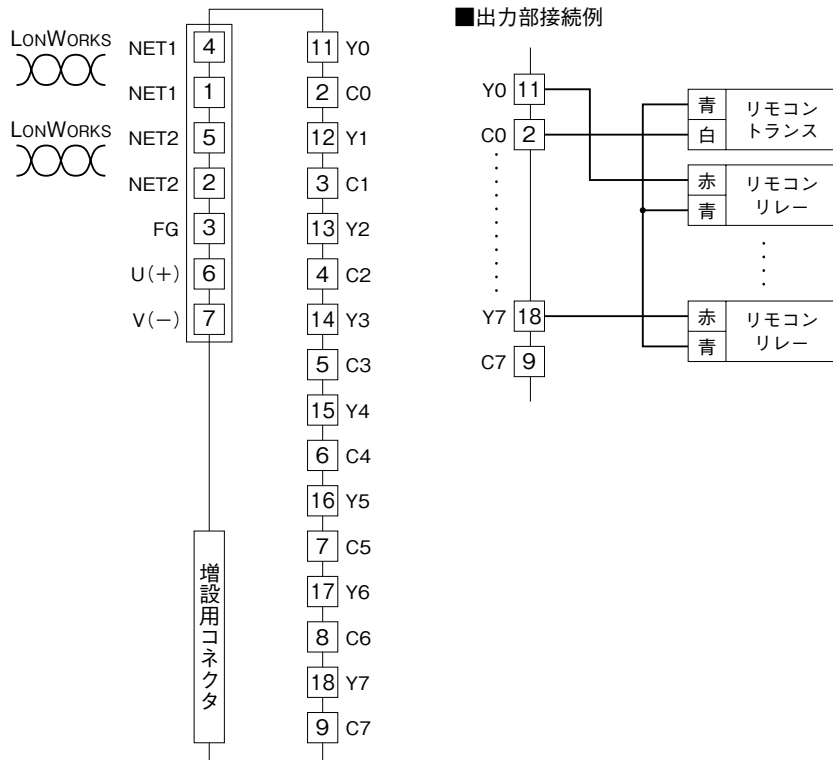 LONWORKS
NET1 4
NET1 1
LONWORKS
NET2 5
NET2 2
FG 3
U(+) 6
V(−) 7
増設用コネクタ
11 Y0
2 C0
12 Y1
3 C1
13 Y2
4 C2
14 Y3
5 C3
15 Y4
6 C4
16 Y5
7 C5
17 Y6
8 C6
18 Y7
9 C7
■出力部接続例
Y0 11
C0 2
Y7 18
C7 9
青
白
リモコン
トランス
赤
青
リモコン
リレー
赤
青
リモコン
リレー